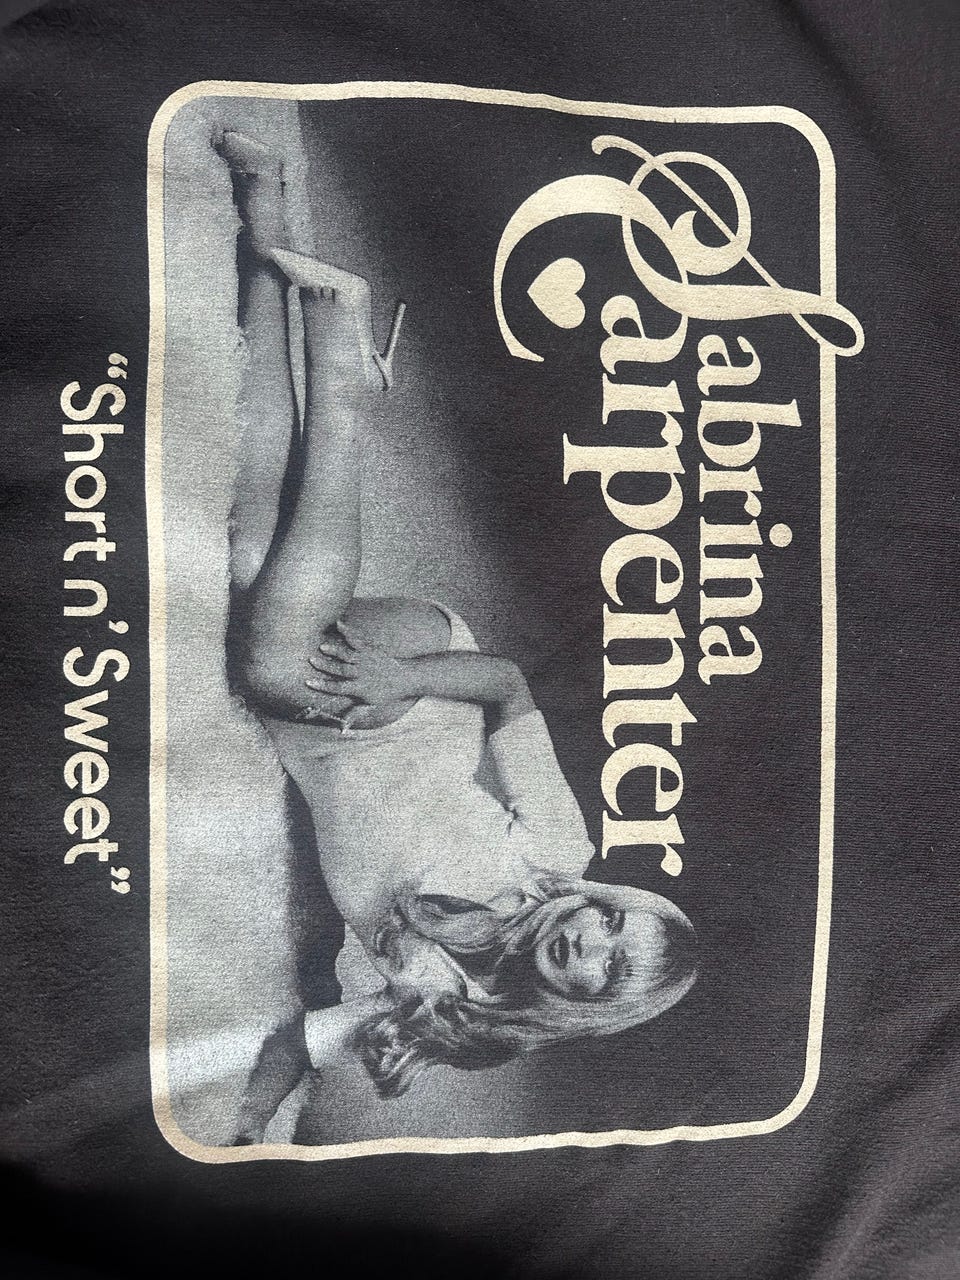 Sabrina
Carpenter
“Short n’ Sweet”